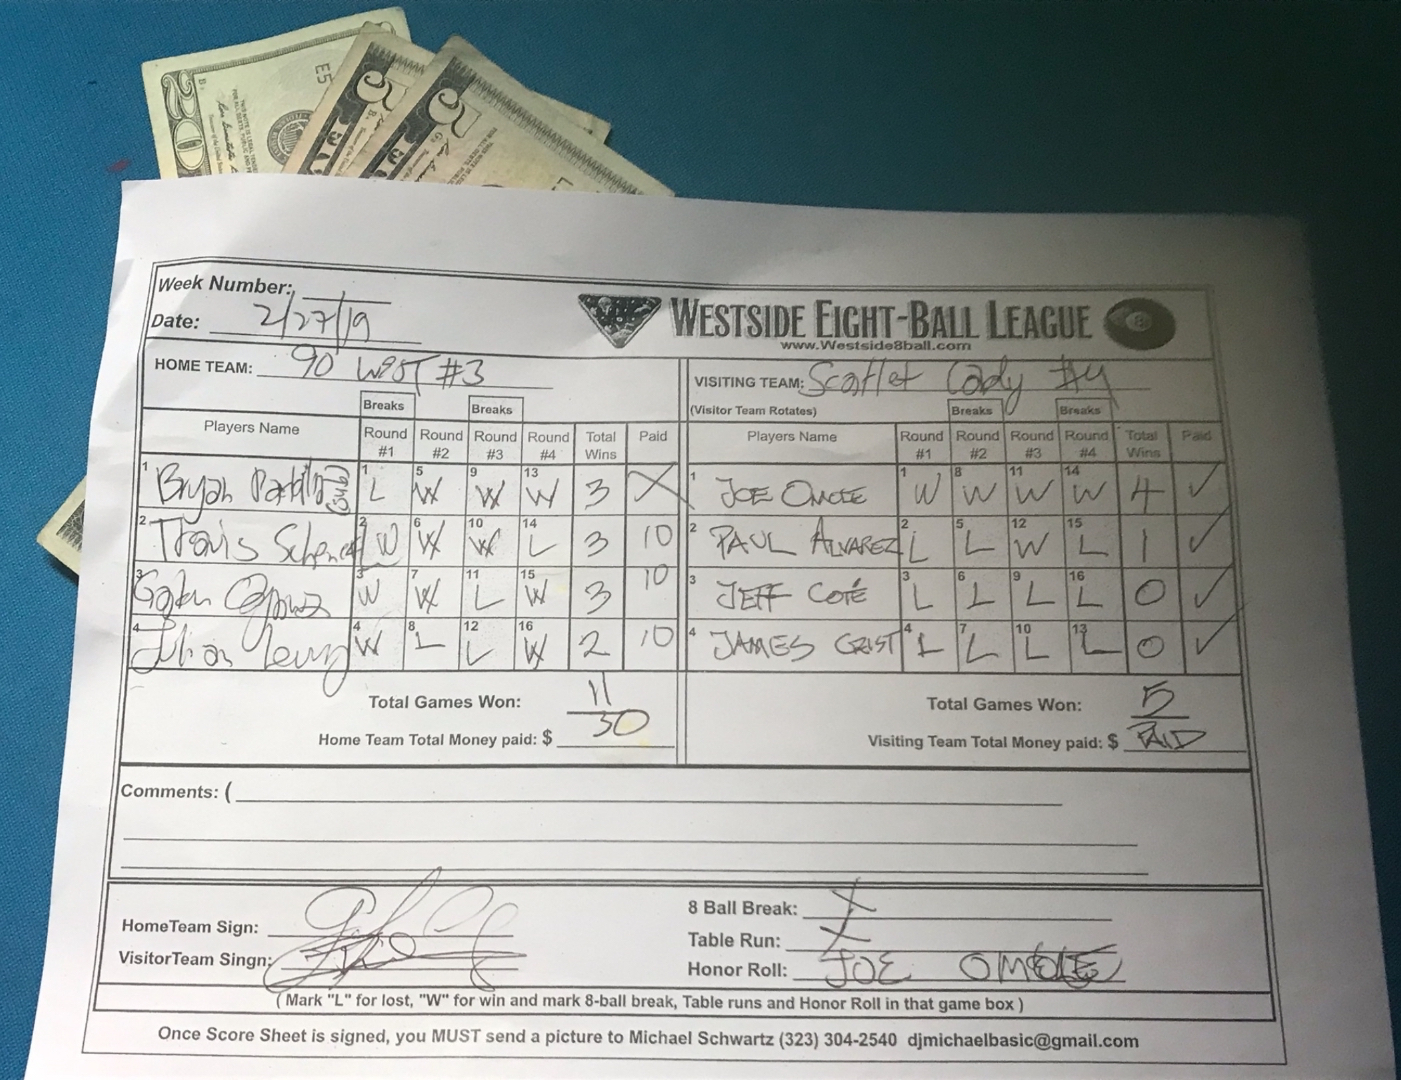 20
E5
5
5
Week Number:
Date: 2/27/19
WESTSIDE EIGHT-BALL LEAGUE
www.Westside8ball.com
HOME TEAM: 90 West #3
VISITING TEAM: Scarlet Lady #4
(Visitor Team Rotates)
Breaks Breaks Breaks Breaks
Players Name Round #1 Round #2 Round #3 Round #4 Total Wins Paid Players Name Round #1 Round #2 Round #3 Round #4 Total Wins Paid
1 Bryan 1 L 5 W 9 W 13 W 3 X 1 JOE OMOTE 1 W 8 W 11 W 14 W 4 ✓
2 Travis 2 W 6 W 10 W 14 L 3 10 2 PAUL ALVAREZ 2 L 5 L 12 W 15 L 1 ✓
3 3 W 7 W 11 L 15 W 3 10 3 JEFF COTÉ 3 L 6 L 9 L 16 L 0 ✓
4 4 W 8 L 12 L 16 W 2 10 4 JAMES CRIST 4 L 7 L 10 L 13 L 0 ✓
Total Games Won: 11
Home Team Total Money paid: $ 30
Total Games Won: 5
Visiting Team Total Money paid: $ PAID
Comments: (
HomeTeam Sign:
VisitorTeam Singn:
8 Ball Break:
Table Run:
Honor Roll: JOE
( Mark "L" for lost, "W" for win and mark 8-ball break, Table runs and Honor Roll in that game box )
Once Score Sheet is signed, you MUST send a picture to Michael Schwartz (323) 304-2540 djmichaelbasic@gmail.com